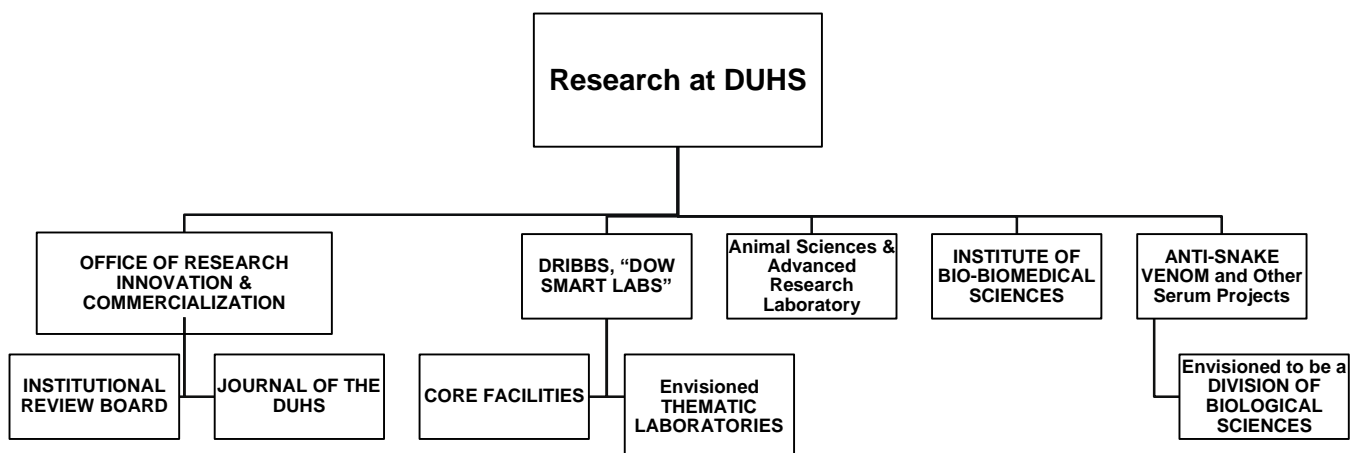 Research at DUHS
OFFICE OF RESEARCH
INNOVATION &
COMMERCIALIZATION
DRIBBS, “DOW
SMART LABS”
Animal Sciences &
Advanced
Research
Laboratory
INSTITUTE OF
BIO-BIOMEDICAL
SCIENCES
ANTI-SNAKE
VENOM and Other
Serum Projects
INSTITUTIONAL
REVIEW BOARD
JOURNAL OF THE
DUHS
CORE FACILITIES
Envisioned
THEMATIC
LABORATORIES
Envisioned to be a
DIVISION OF
BIOLOGICAL
SCIENCES